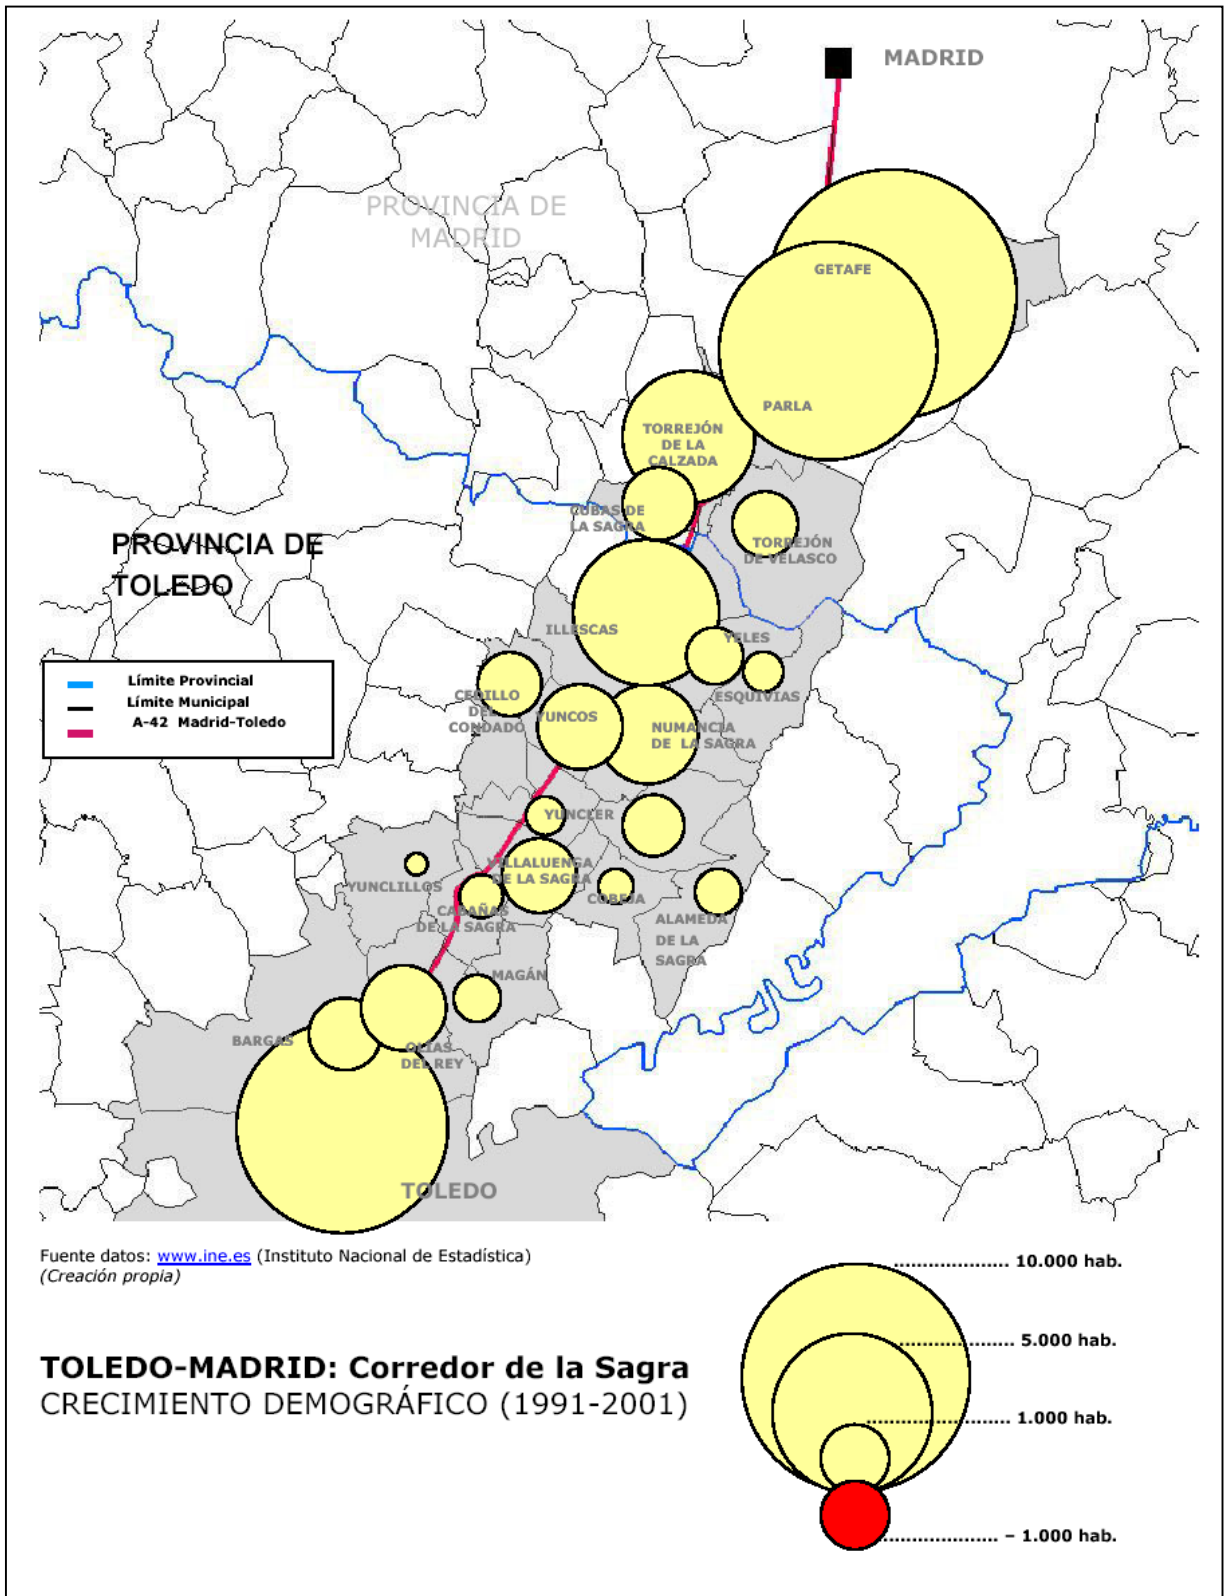 MADRID
PROVINCIA DE
MADRID
GETAFE
PARLA
TORREJÓN
DE LA
CALZADA
CUBAS DE
LA SAGRA
TORREJÓN
DE VELASCO
PROVINCIA DE
TOLEDO
ILLESCAS
YELES
ESQUIVIAS
Límite Provincial
Límite Municipal
A-42 Madrid-Toledo
CEDILLO
DEL
CONDADO
YUNCOS
NUMANCIA
DE LA SAGRA
YUNCLER
VILLALUENGA
DE LA SAGRA
YUNCLILLOS
COBEJA
CABAÑAS
DE LA SAGRA
ALAMEDA
DE LA
SAGRA
MAGÁN
BARGAS
OLIAS
DEL REY
TOLEDO
Fuente datos: www.ine.es (Instituto Nacional de Estadística)
(Creación propia)
TOLEDO-MADRID: Corredor de la Sagra
CRECIMIENTO DEMOGRÁFICO (1991-2001)
.................... 10.000 hab.
.................... 5.000 hab.
.................... 1.000 hab.
.................... – 1.000 hab.